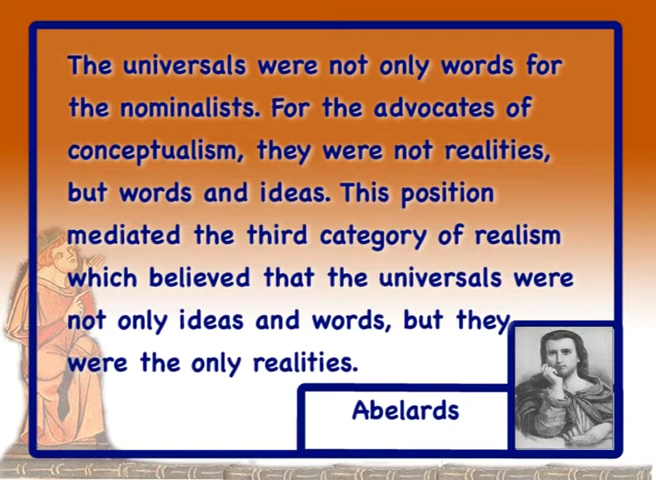 The universals were not only words for
the nominalists. For the advocates of
conceptualism, they were not realities,
but words and ideas. This position
mediated the third category of realism
which believed that the universals were
not only ideas and words, but they
were the only realities.
Abelards